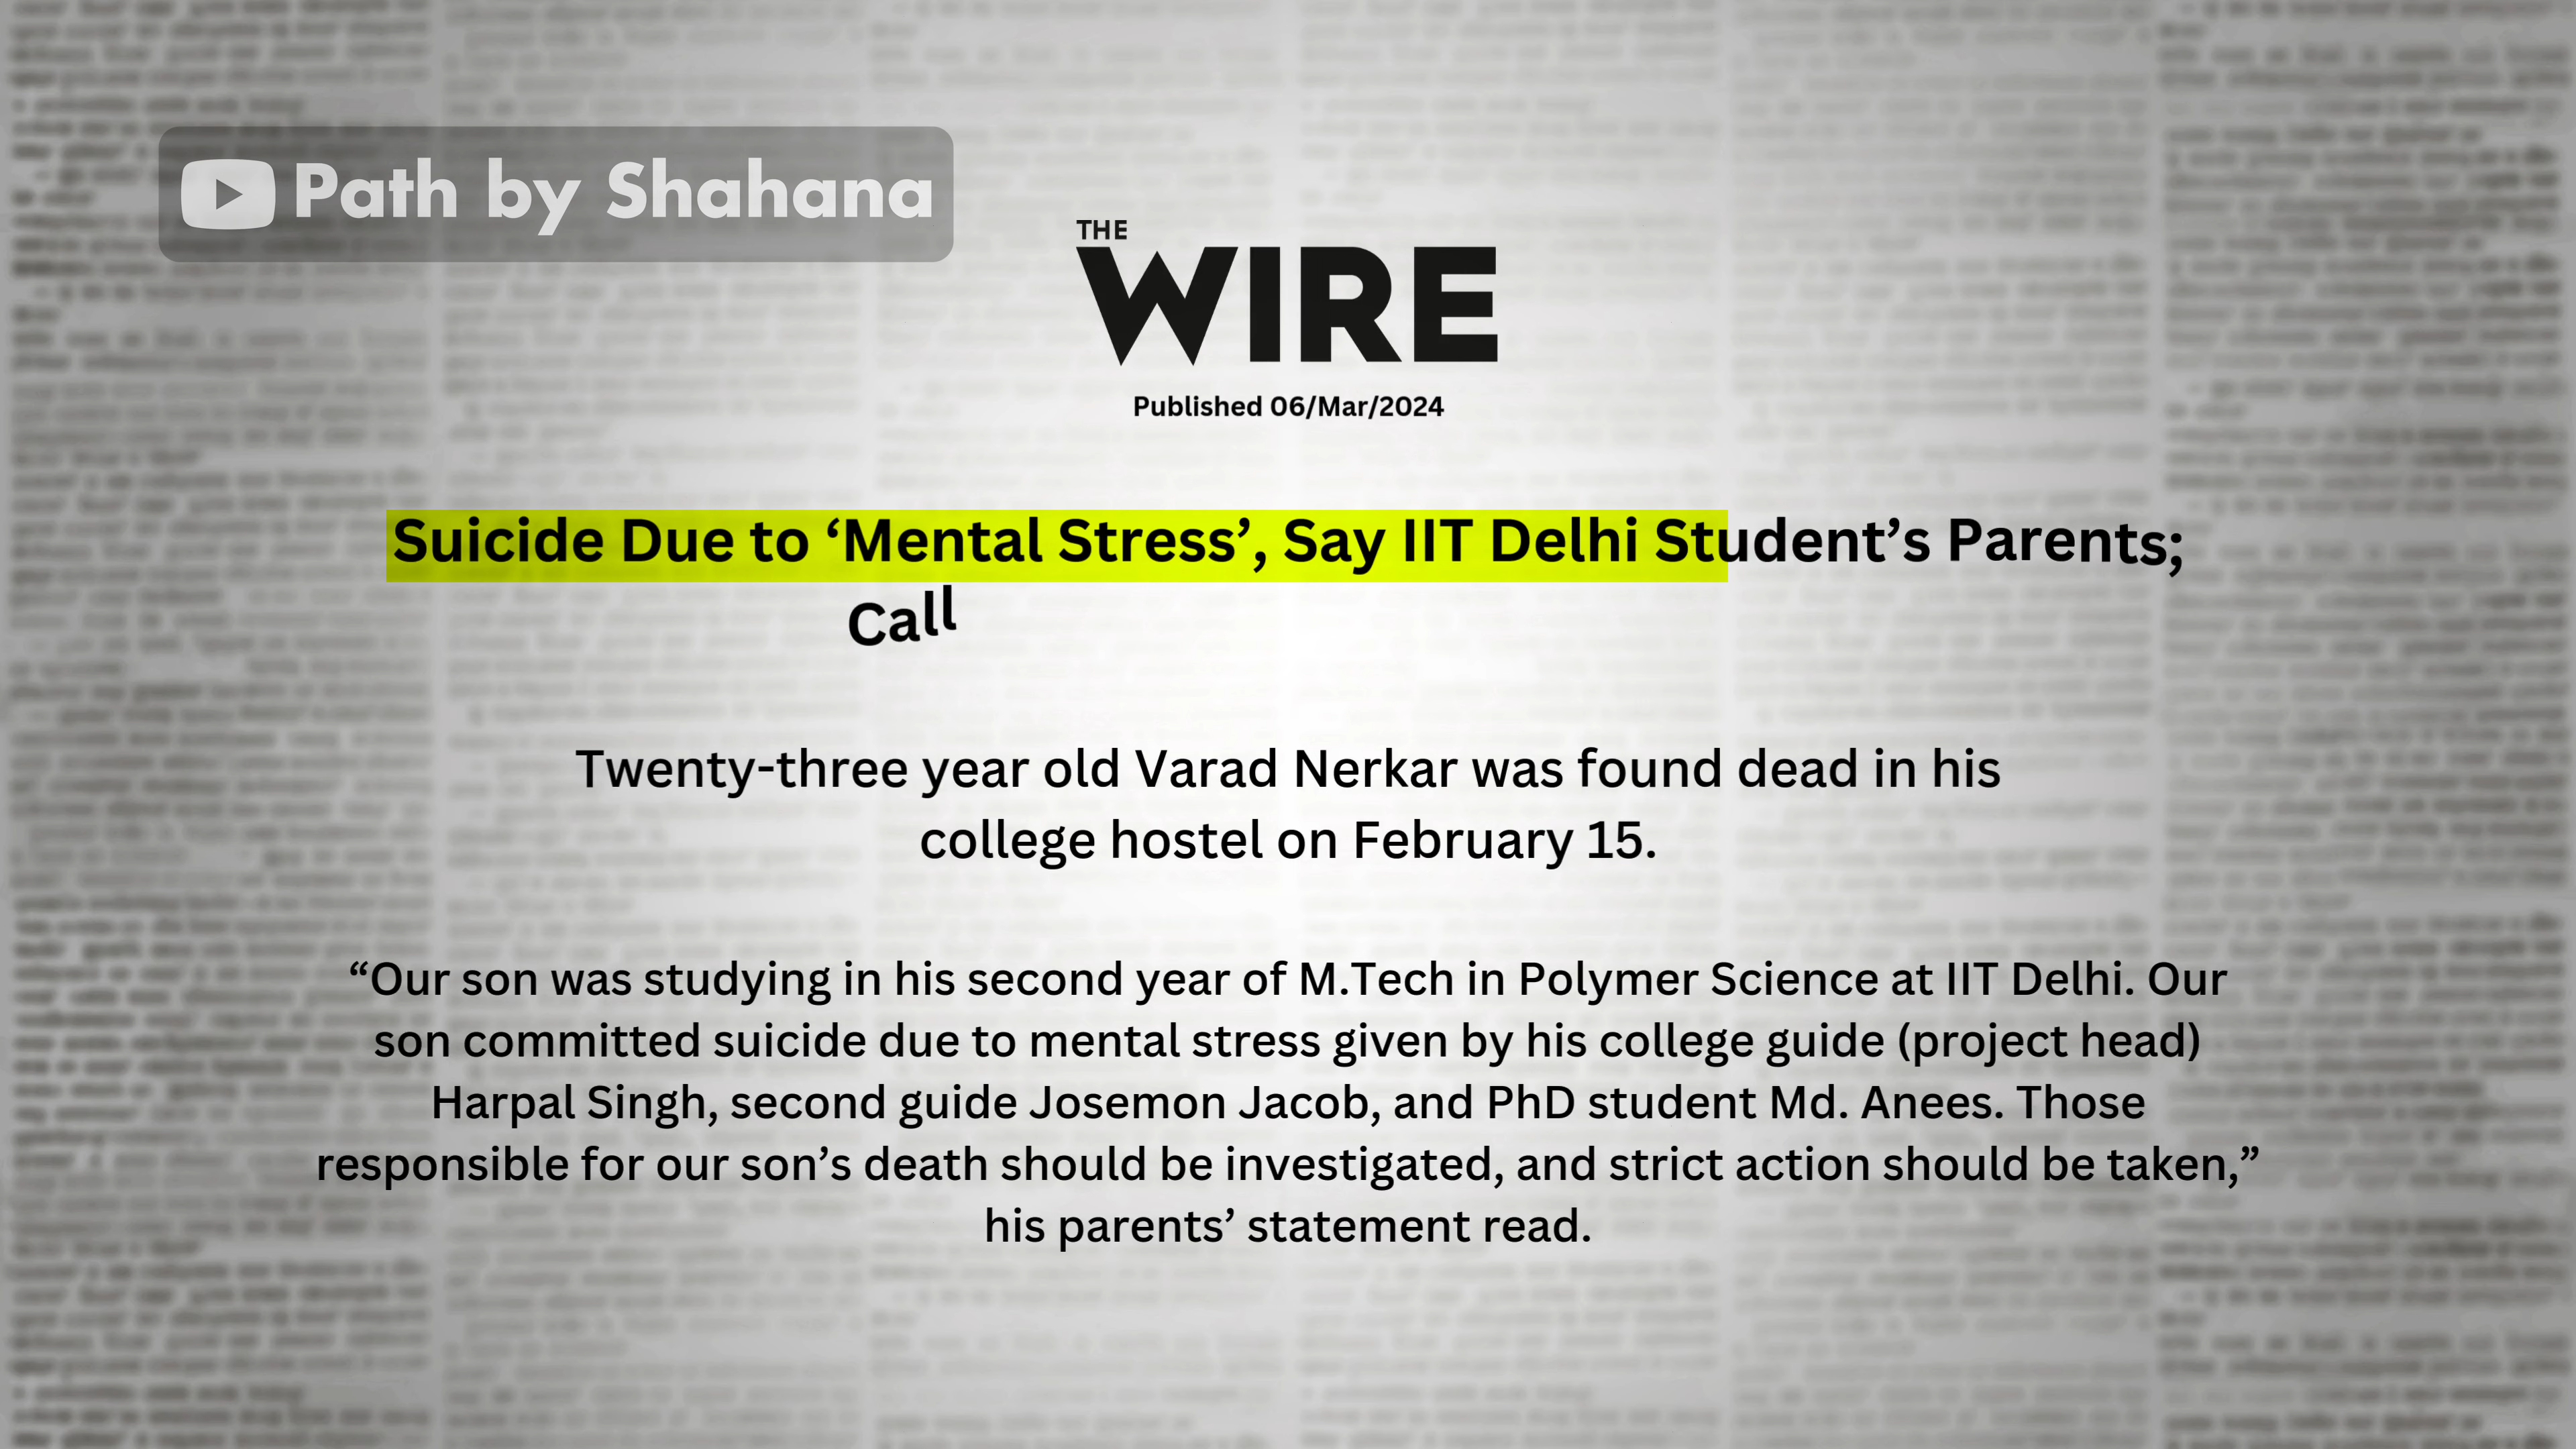 Path by Shahana
THE
WIRE
Published 06/Mar/2024
Suicide Due to ‘Mental Stress’, Say IIT Delhi Student’s Parents;
Call
Twenty-three year old Varad Nerkar was found dead in his
college hostel on February 15.
“Our son was studying in his second year of M.Tech in Polymer Science at IIT Delhi. Our
son committed suicide due to mental stress given by his college guide (project head)
Harpal Singh, second guide Josemon Jacob, and PhD student Md. Anees. Those
responsible for our son’s death should be investigated, and strict action should be taken,”
his parents’ statement read.